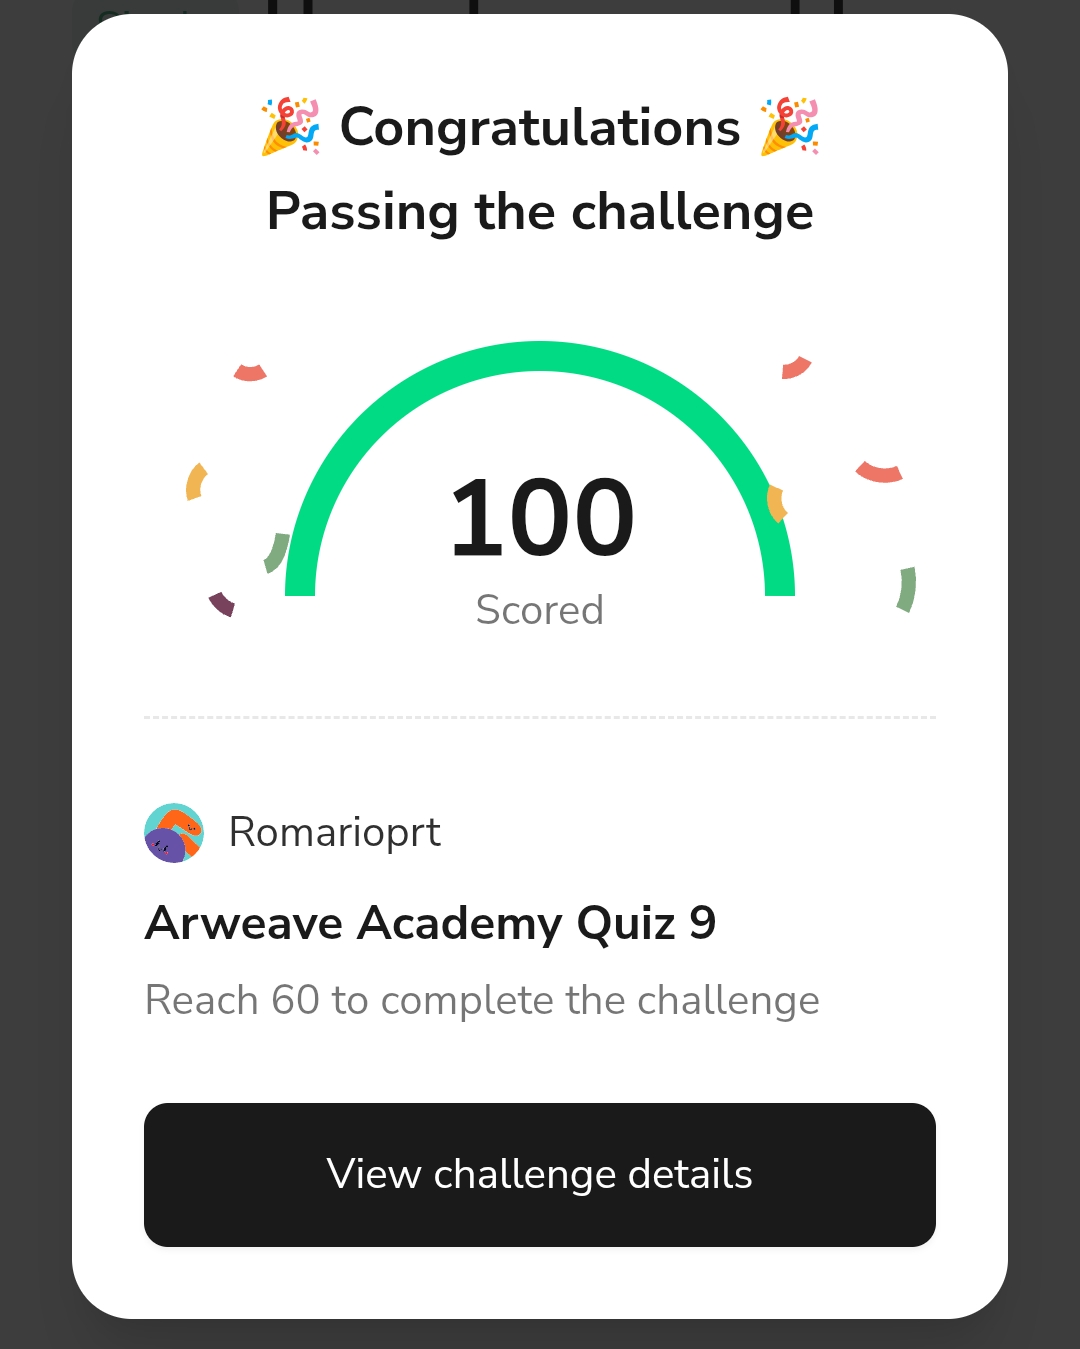 🎉 Congratulations 🎉
Passing the challenge
100
Scored
Romarioprt
Arweave Academy Quiz 9
Reach 60 to complete the challenge
View challenge details